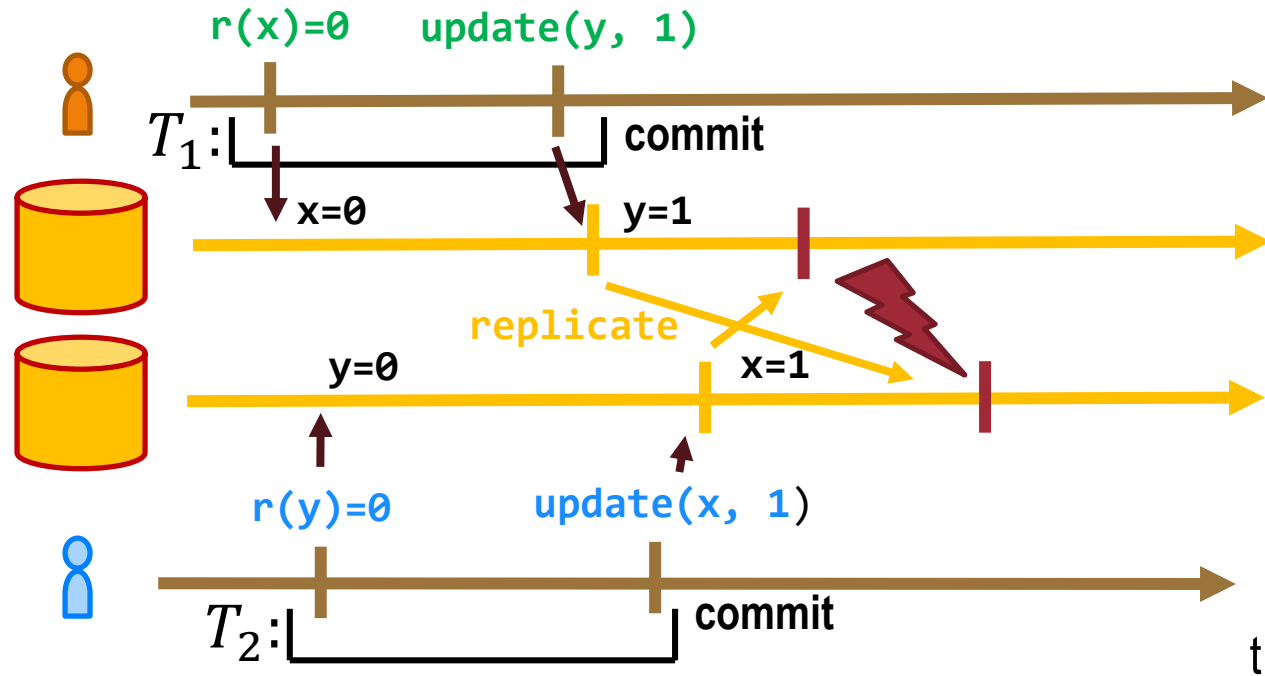 r(x)=0 update(y, 1)
T₁: commit
x=0 y=1
replicate
y=0 x=1
r(y)=0 update(x, 1)
T₂: commit
t